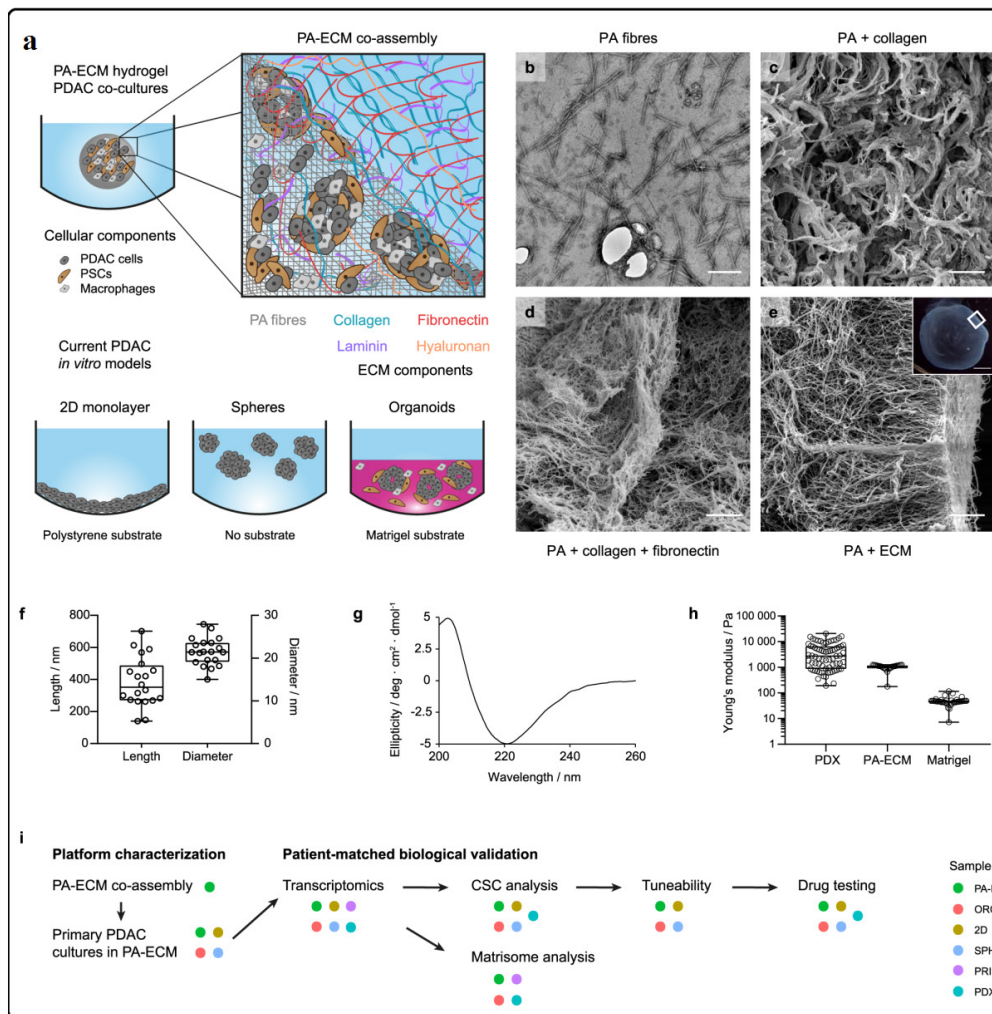 a
PA-ECM hydrogel
PDAC co-cultures
PA-ECM co-assembly
Cellular components
PDAC cells
PSCs
Macrophages
PA fibres Collagen Fibronectin
Laminin Hyaluronan
ECM components
Current PDAC
in vitro models
2D monolayer Spheres Organoids
Polystyrene substrate No substrate Matrigel substrate
PA fibres PA + collagen
b c
d e
PA + collagen + fibronectin PA + ECM
f
Length / nm
800
600
400
200
0
Diameter / nm
30
20
10
0
Length Diameter
g
Ellipticity / deg · cm² · dmol⁻¹
5
0
-5
200 220 240 260
Wavelength / nm
h
Young's modulus / Pa
100 000
10 000
1 000
100
10
1
PDX PA-ECM Matrigel
i
Platform characterization
PA-ECM co-assembly
Primary PDAC
cultures in PA-ECM
Patient-matched biological validation
Transcriptomics CSC analysis Tuneability Drug testing
Matrisome analysis
Sample
2D
PDX